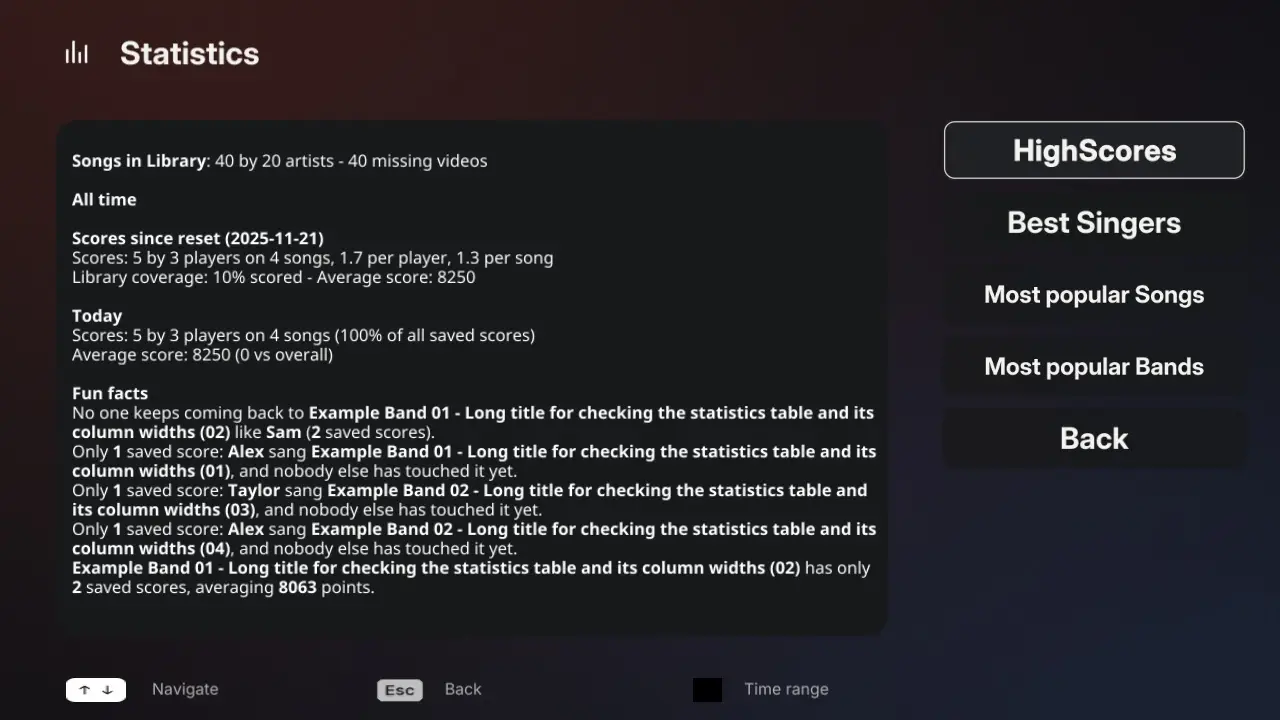 Statistics
Songs in Library: 40 by 20 artists - 40 missing videos
All time
Scores since reset (2025-11-21)
Scores: 5 by 3 players on 4 songs, 1.7 per player, 1.3 per song
Library coverage: 10% scored - Average score: 8250
Today
Scores: 5 by 3 players on 4 songs (100% of all saved scores)
Average score: 8250 (0 vs overall)
Fun facts
No one keeps coming back to Example Band 01 - Long title for checking the statistics table and its
column widths (02) like Sam (2 saved scores).
Only 1 saved score: Alex sang Example Band 01 - Long title for checking the statistics table and its
column widths (01), and nobody else has touched it yet.
Only 1 saved score: Taylor sang Example Band 02 - Long title for checking the statistics table and
its column widths (03), and nobody else has touched it yet.
Only 1 saved score: Alex sang Example Band 02 - Long title for checking the statistics table and its
column widths (04), and nobody else has touched it yet.
Example Band 01 - Long title for checking the statistics table and its column widths (02) has only
2 saved scores, averaging 8063 points.
HighScores
Best Singers
Most popular Songs
Most popular Bands
Back
↑ ↓ Navigate
Esc Back
Time range